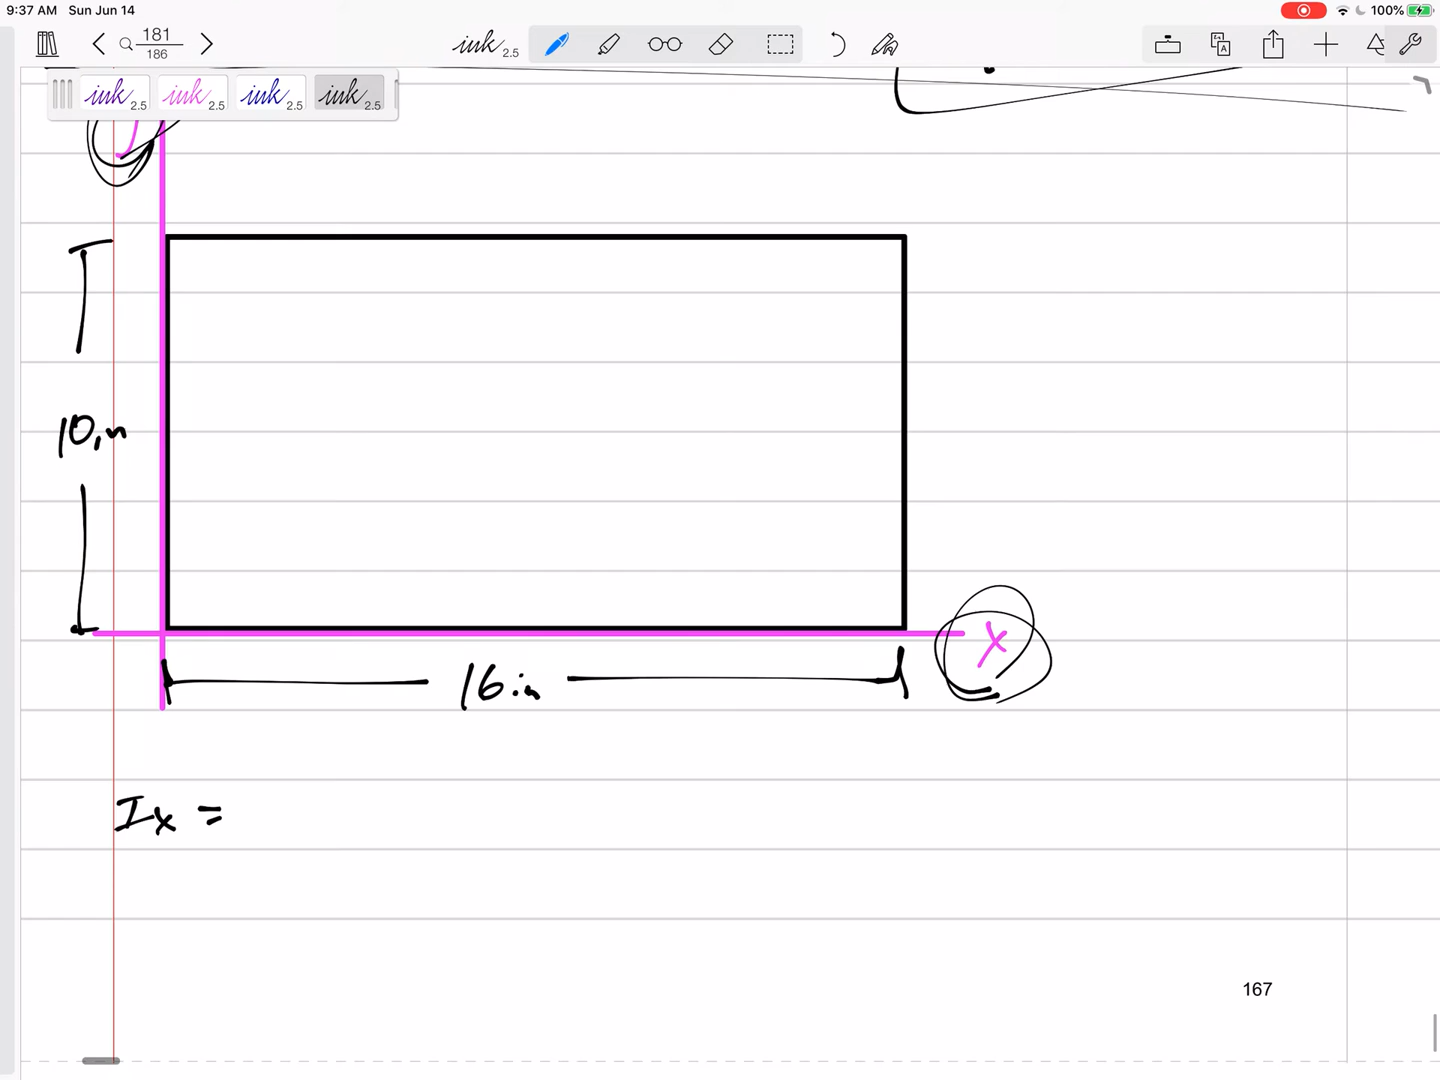 9:37 AM Sun Jun 14
100%
181
186
ink 2.5
ink 2.5 ink 2.5 ink 2.5 ink 2.5
10in
X
16in
Ix =
167